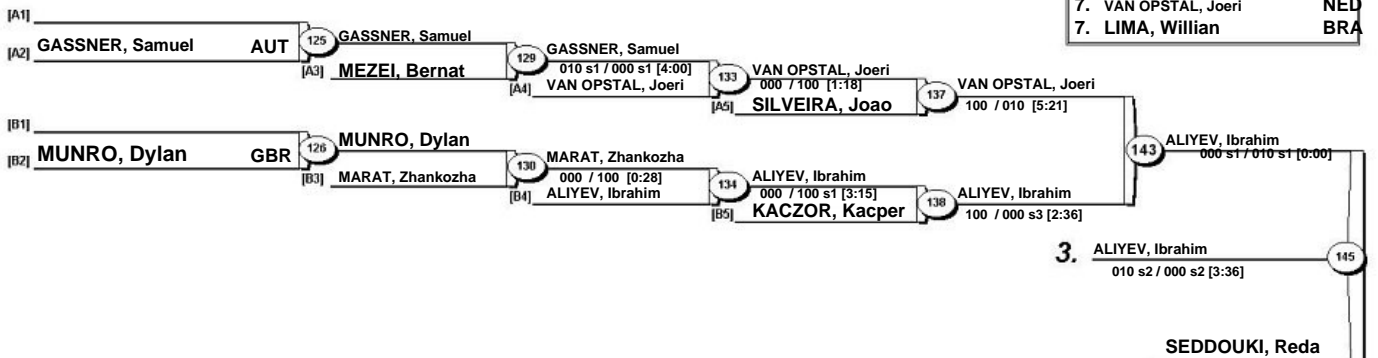 7. VAN OPSTAL, Joeri NED
7. LIMA, Willian BRA
[A1]
[A2] GASSNER, Samuel AUT
125
GASSNER, Samuel
[A3] MEZEI, Bernat
129
GASSNER, Samuel
010 s1 / 000 s1 [4:00]
[A4] VAN OPSTAL, Joeri
133
VAN OPSTAL, Joeri
000 / 100 [1:18]
[A5] SILVEIRA, Joao
137
VAN OPSTAL, Joeri
100 / 010 [5:21]
[B1]
[B2] MUNRO, Dylan GBR
126
MUNRO, Dylan
[B3] MARAT, Zhankozha
130
MARAT, Zhankozha
000 / 100 [0:28]
[B4] ALIYEV, Ibrahim
134
ALIYEV, Ibrahim
000 / 100 s1 [3:15]
[B5] KACZOR, Kacper
138
ALIYEV, Ibrahim
100 / 000 s3 [2:36]
143
ALIYEV, Ibrahim
000 s1 / 010 s1 [0:00]
3. ALIYEV, Ibrahim
010 s2 / 000 s2 [3:36]
145
SEDDOUKI, Reda